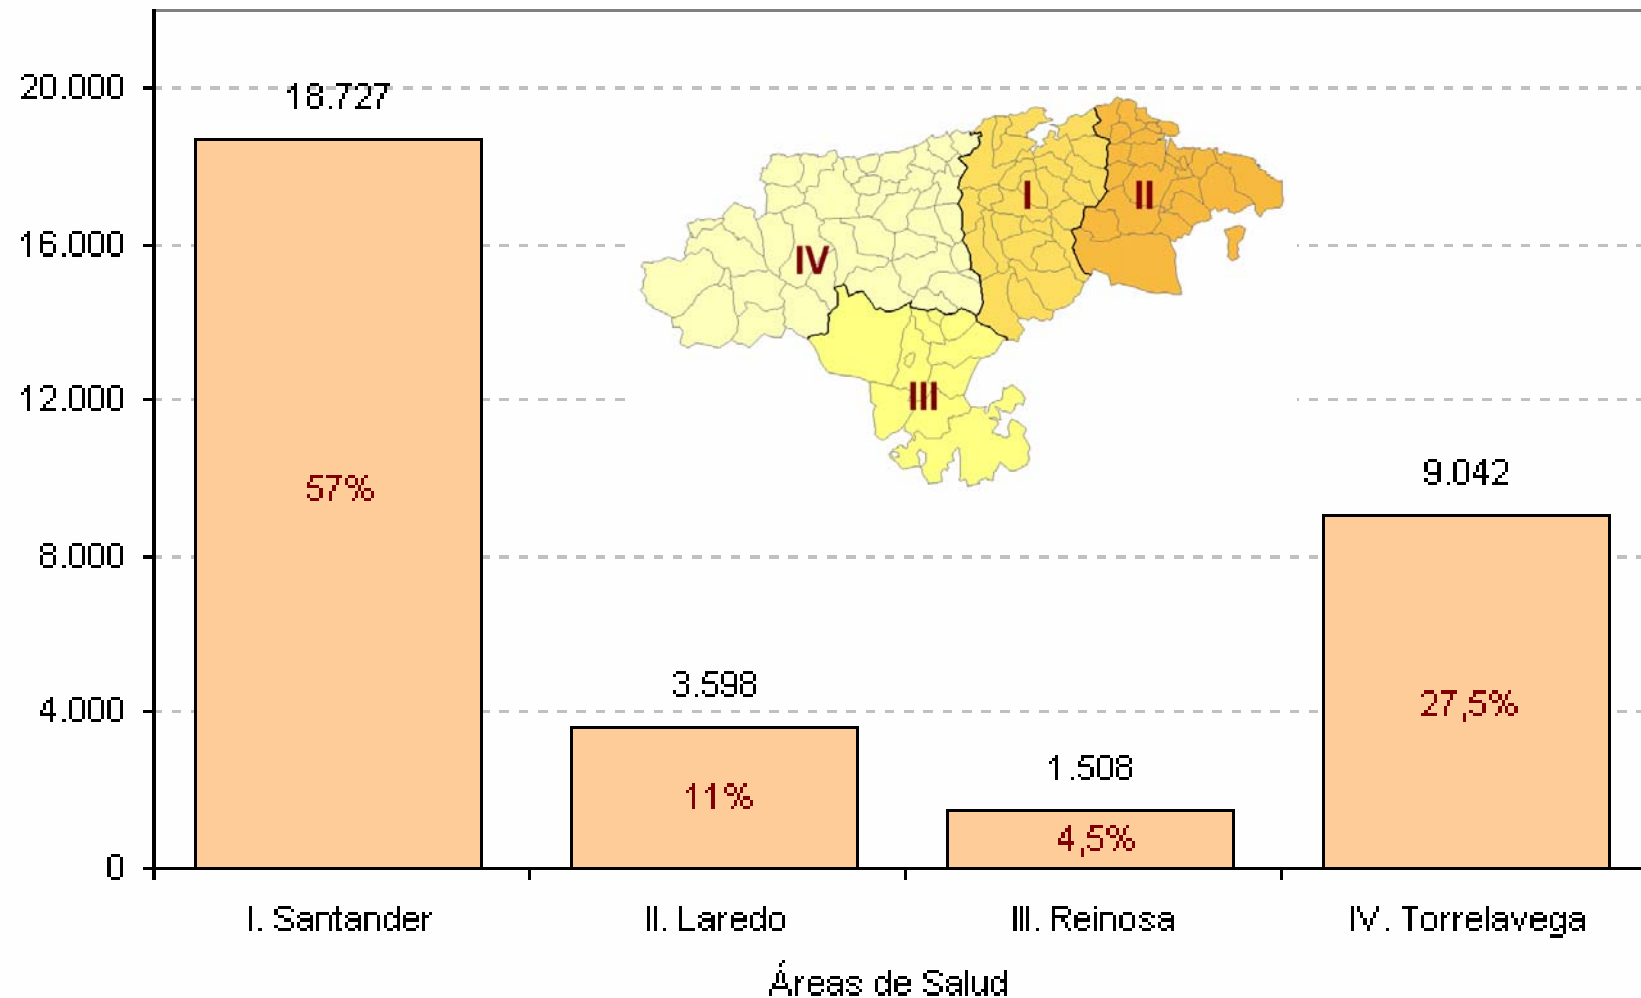 20.000
16.000
12.000
8.000
4.000
0
18.727
57%
3.598
11%
1.508
4,5%
9.042
27,5%
I
II
III
IV
I. Santander
II. Laredo
III. Reinosa
IV. Torrelavega
Áreas de Salud